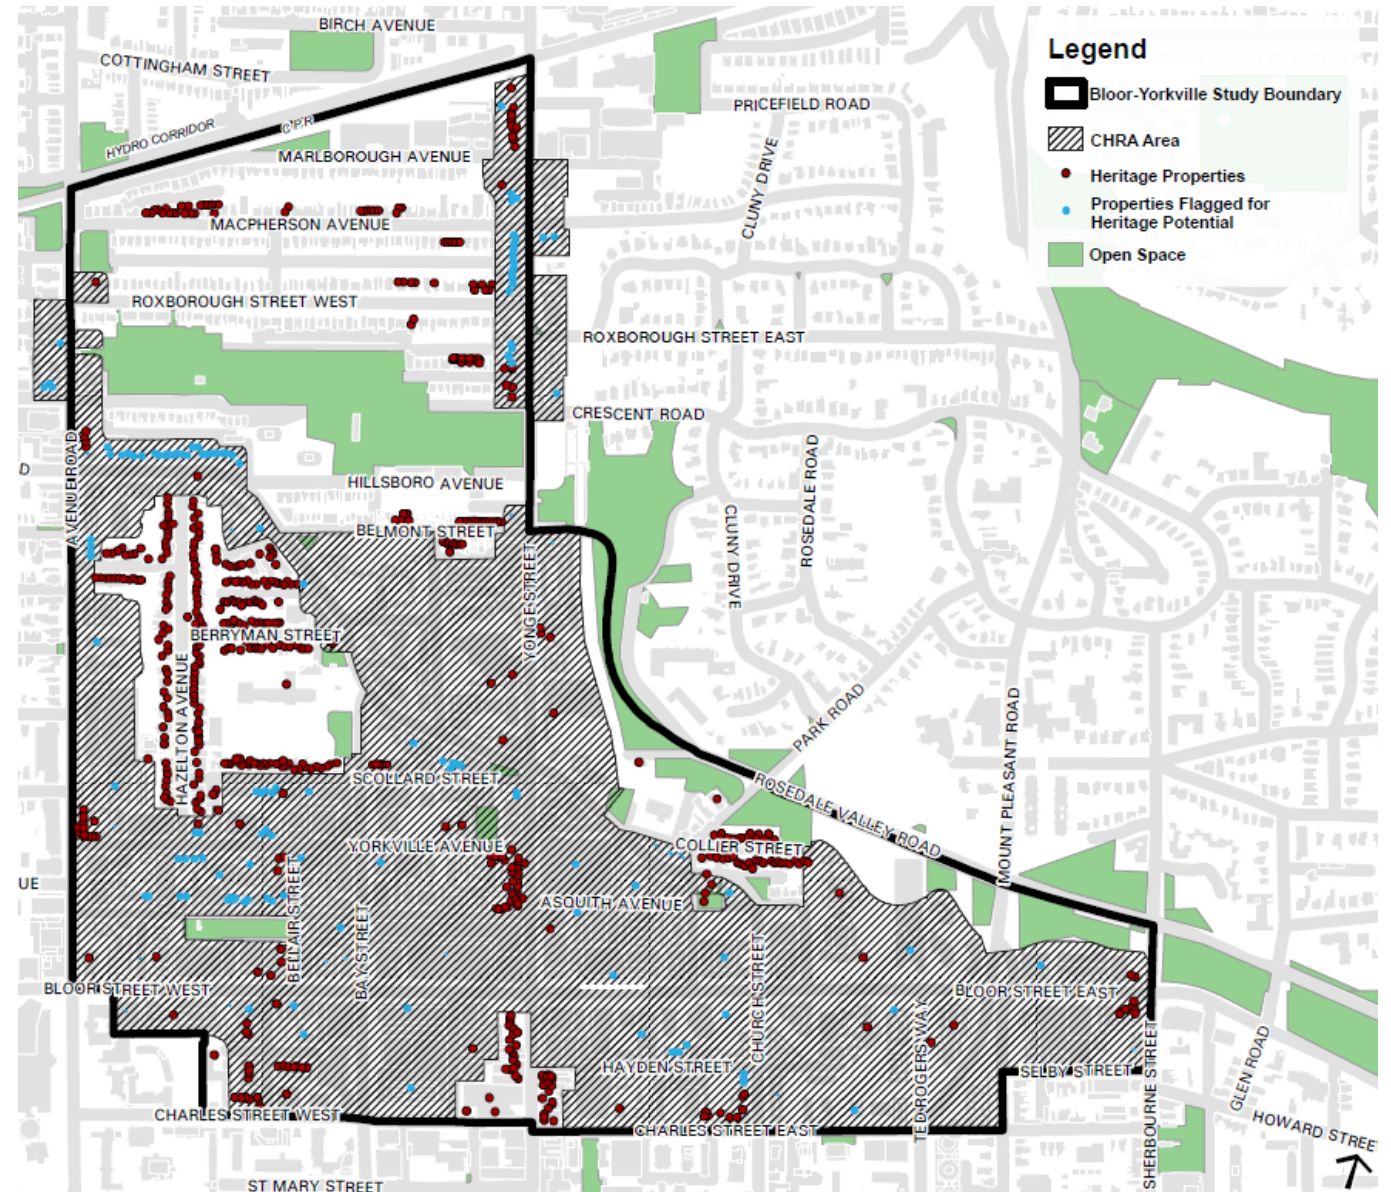 BIRCH AVENUE
COTTINGHAM STREET
Legend
Bloor-Yorkville Study Boundary
CHRA Area
Heritage Properties
Properties Flagged for
Heritage Potential
Open Space
PRICEFIELD ROAD
HYDRO CORRIDOR
C P R
MARLBOROUGH AVENUE
CLUNY DRIVE
MACPHERSON AVENUE
ROXBOROUGH STREET WEST
ROXBOROUGH STREET EAST
CRESCENT ROAD
AVENUE ROAD
D
HILLSBORO AVENUE
ROSEDALE ROAD
BELMONT STREET
CLUNY DRIVE
YONGE STREET
BERRYMAN STREET
HAZELTON AVENUE
PARK ROAD
MOUNT PLEASANT ROAD
SCOLLARD STREET
ROSEDALE VALLEY ROAD
YORKVILLE AVENUE
COLLIER STREET
UE
BELLAIR STREET
BAY STREET
ASQUITH AVENUE
CHURCH STREET
BLOOR STREET WEST
BLOOR STREET EAST
TED ROGERS WAY
HAYDEN STREET
SELBY STREET
SHERBOURNE STREET
GLEN ROAD
CHARLES STREET WEST
CHARLES STREET EAST
HOWARD STREET
ST MARY STREET